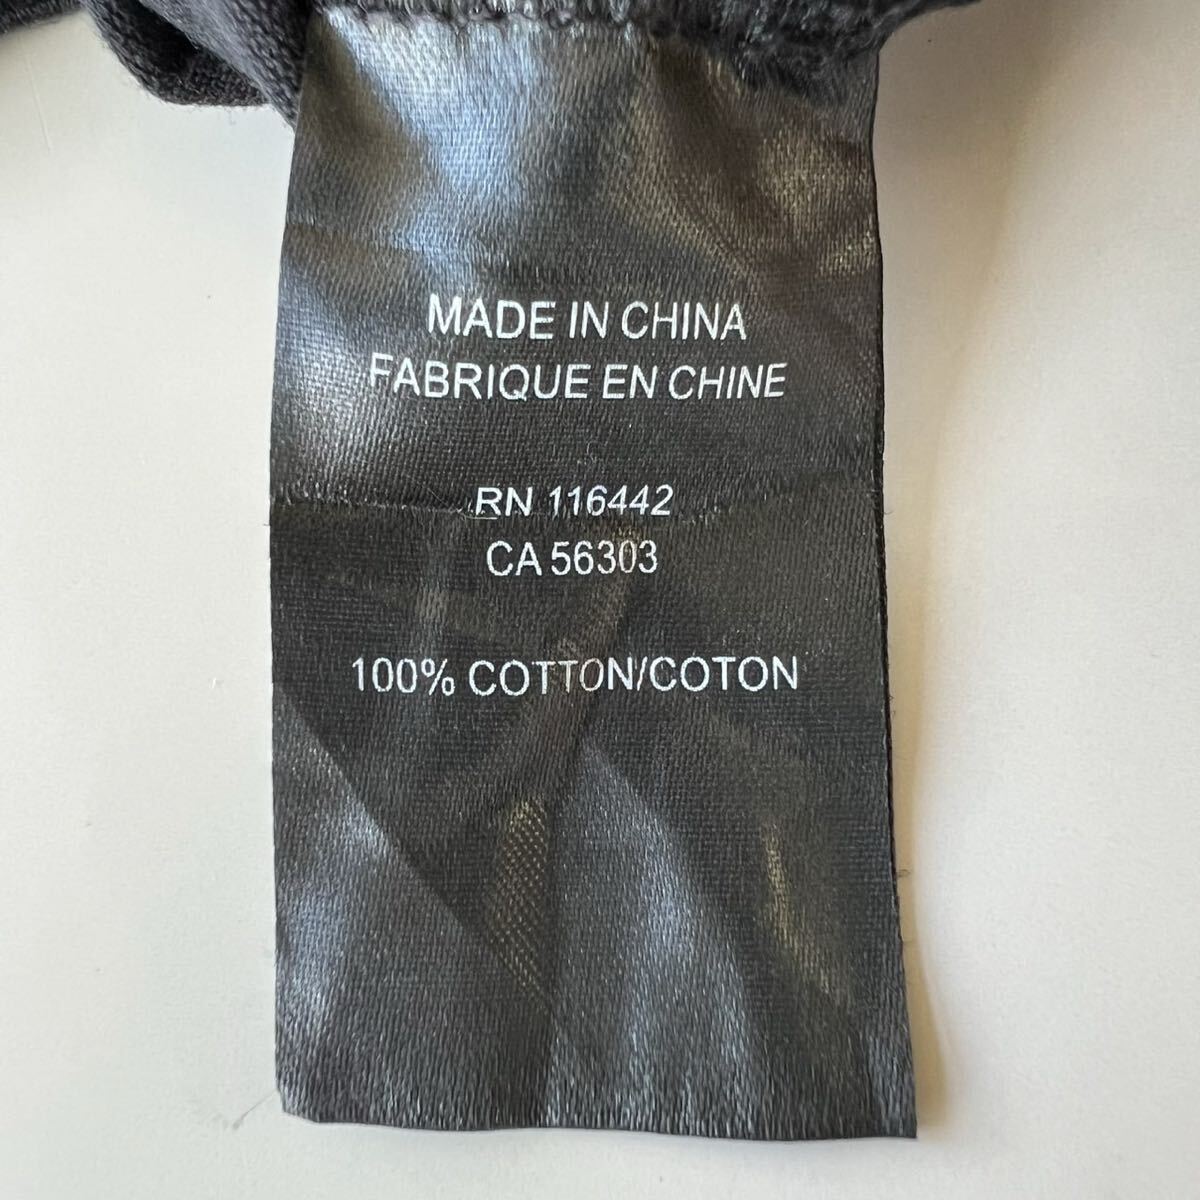 MADE IN CHINA
FABRIQUE EN CHINE
RN 116442
CA 56303
100% COTTON/COTON